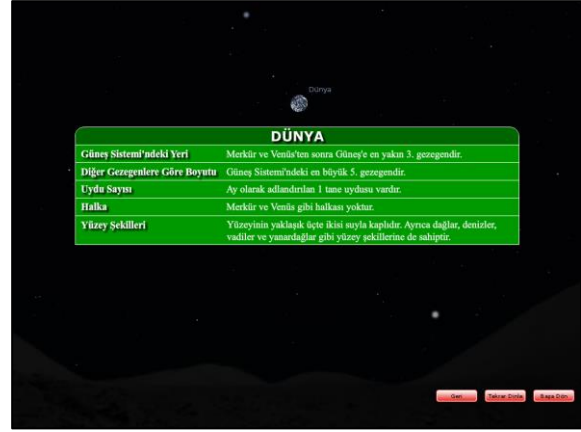 Dünya
DÜNYA
Güneş Sistemi'ndeki Yeri Merkür ve Venüs'ten sonra Güneş'e en yakın 3. gezegendir.
Diğer Gezegenlere Göre Boyutu Güneş Sistemi'ndeki en büyük 5. gezegendir.
Uydu Sayısı Ay olarak adlandırılan 1 tane uydusu vardır.
Halka Merkür ve Venüs gibi halkası yoktur.
Yüzey Şekilleri Yüzeyinin yaklaşık üçte ikisi suyla kaplıdır. Ayrıca dağlar, denizler,
vadiler ve yanardağlar gibi yüzey şekillerine de sahiptir.
Geri Tekrar Dinle Başa Dön